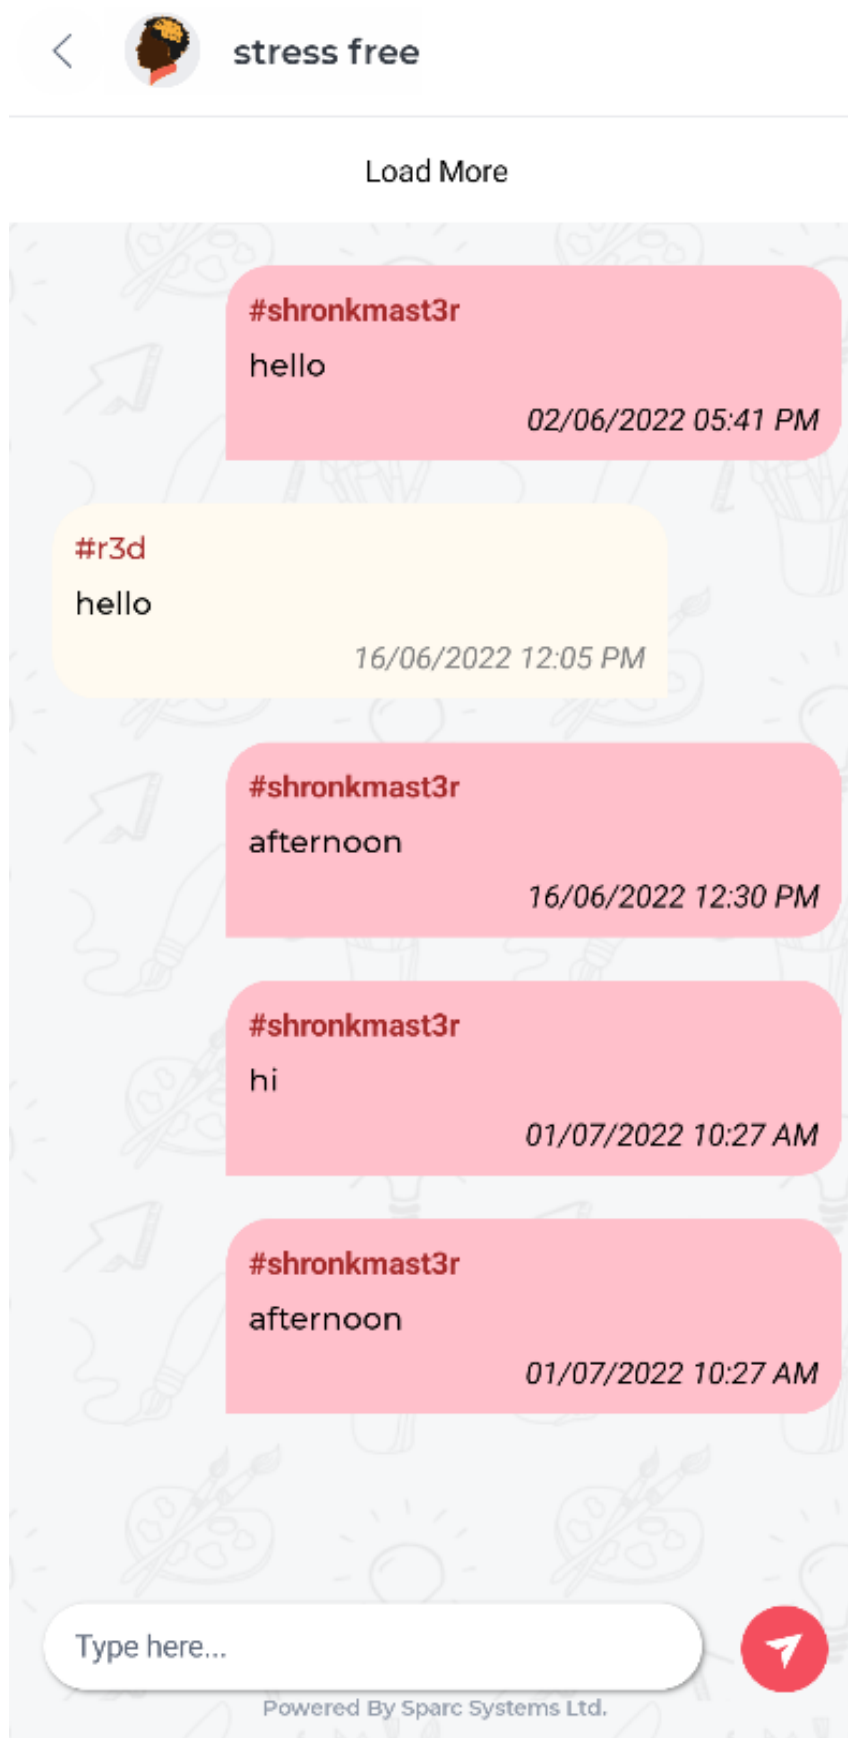 stress free
Load More
#shronkmast3r
hello
02/06/2022 05:41 PM
#r3d
hello
16/06/2022 12:05 PM
#shronkmast3r
afternoon
16/06/2022 12:30 PM
#shronkmast3r
hi
01/07/2022 10:27 AM
#shronkmast3r
afternoon
01/07/2022 10:27 AM
Type here...
Powered By Sparc Systems Ltd.